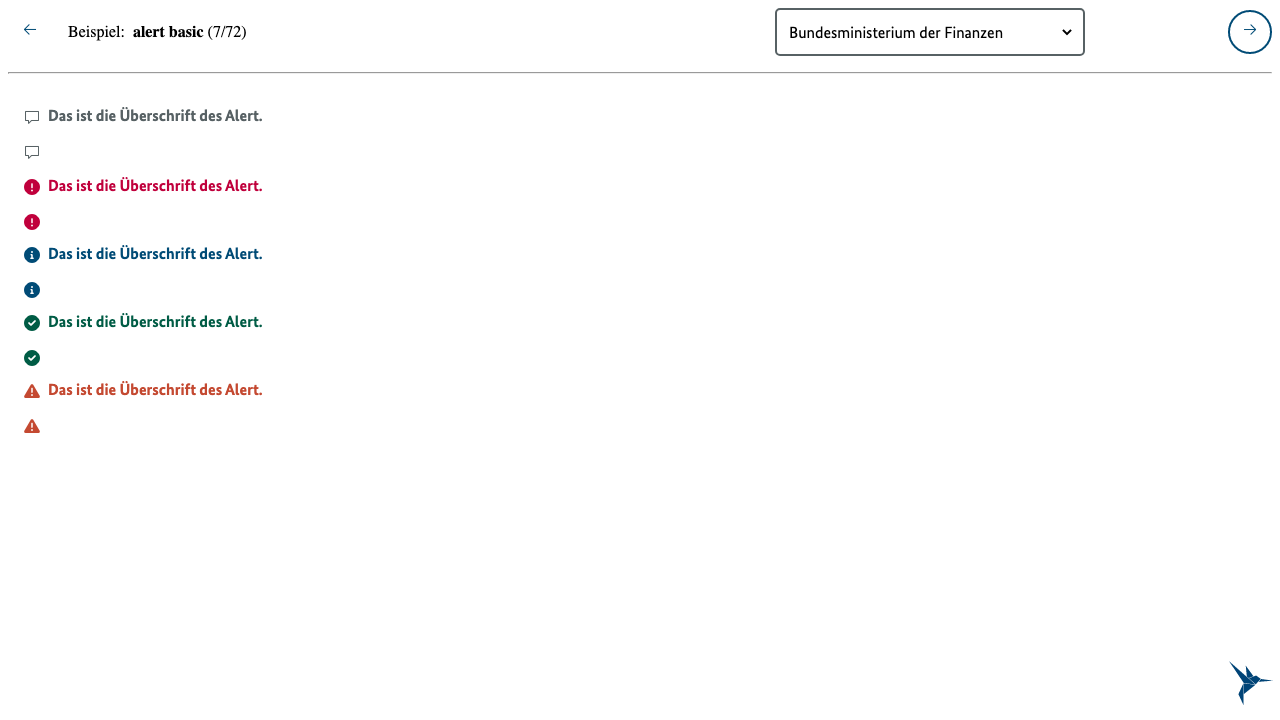 Beispiel: alert basic (7/72)
Bundesministerium der Finanzen
Das ist die Überschrift des Alert.
Das ist die Überschrift des Alert.
Das ist die Überschrift des Alert.
Das ist die Überschrift des Alert.
Das ist die Überschrift des Alert.